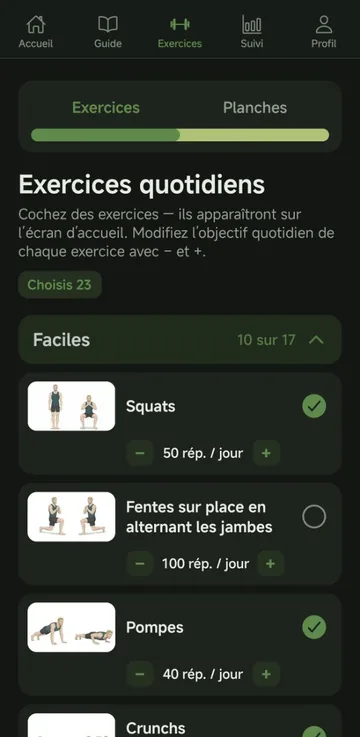 Accueil
Guide
Exercices
Suivi
Profil
Exercices
Planches
Exercices quotidiens
Cochez des exercices — ils apparaîtront sur
l'écran d'accueil. Modifiez l'objectif quotidien de
chaque exercice avec − et +.
Choisis 23
Faciles
10 sur 17
Squats
− 50 rép. / jour +
Fentes sur place en
alternant les jambes
− 100 rép. / jour +
Pompes
− 40 rép. / jour +
Crunchs